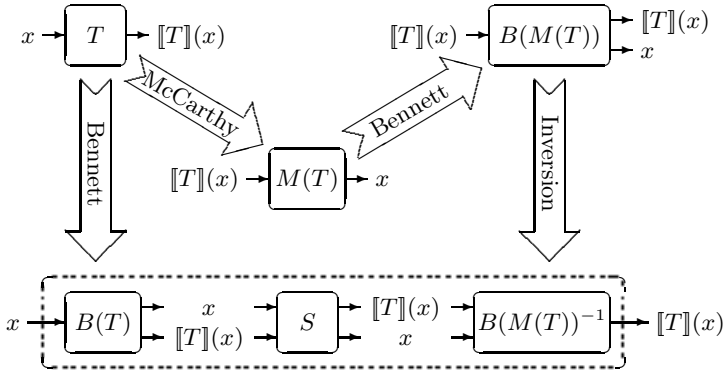 x T ⟦T⟧(x) ⟦T⟧(x) B(M(T)) ⟦T⟧(x)
x
McCarthy Bennett
Bennett Inversion
⟦T⟧(x) M(T) x
x B(T) x S ⟦T⟧(x) B(M(T))⁻¹ ⟦T⟧(x)
⟦T⟧(x) x